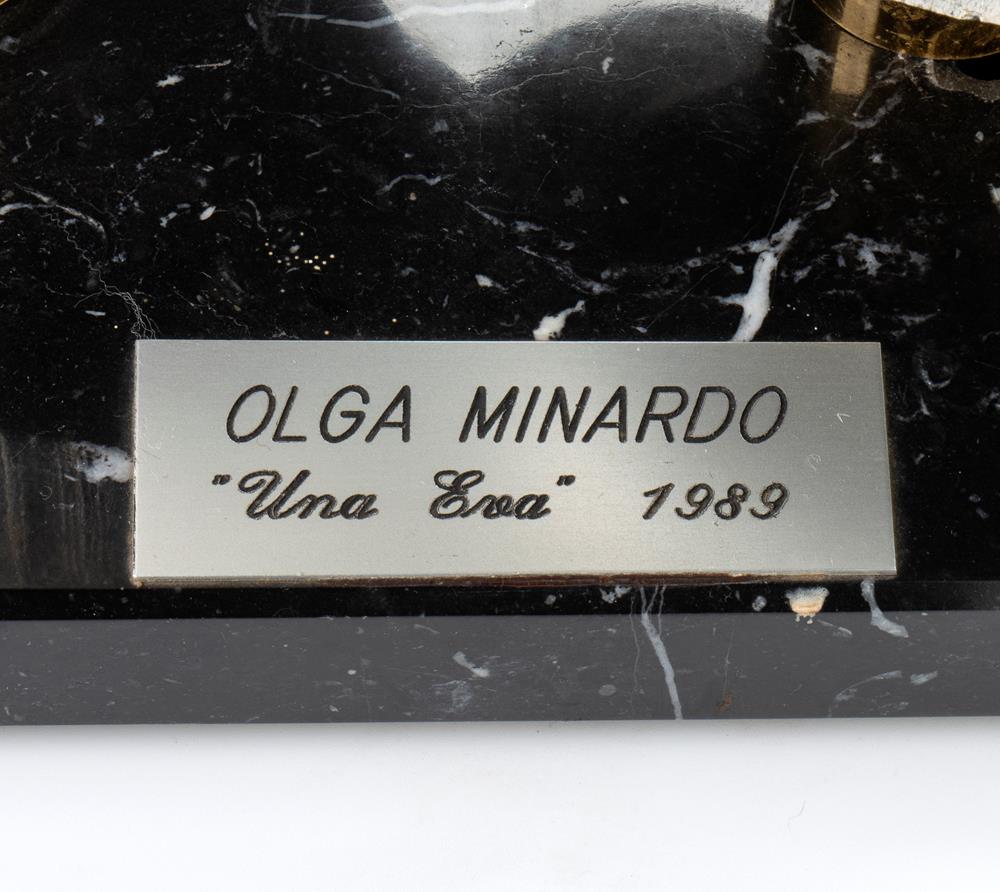 OLGA MINARDO
"Una Eva" 1989